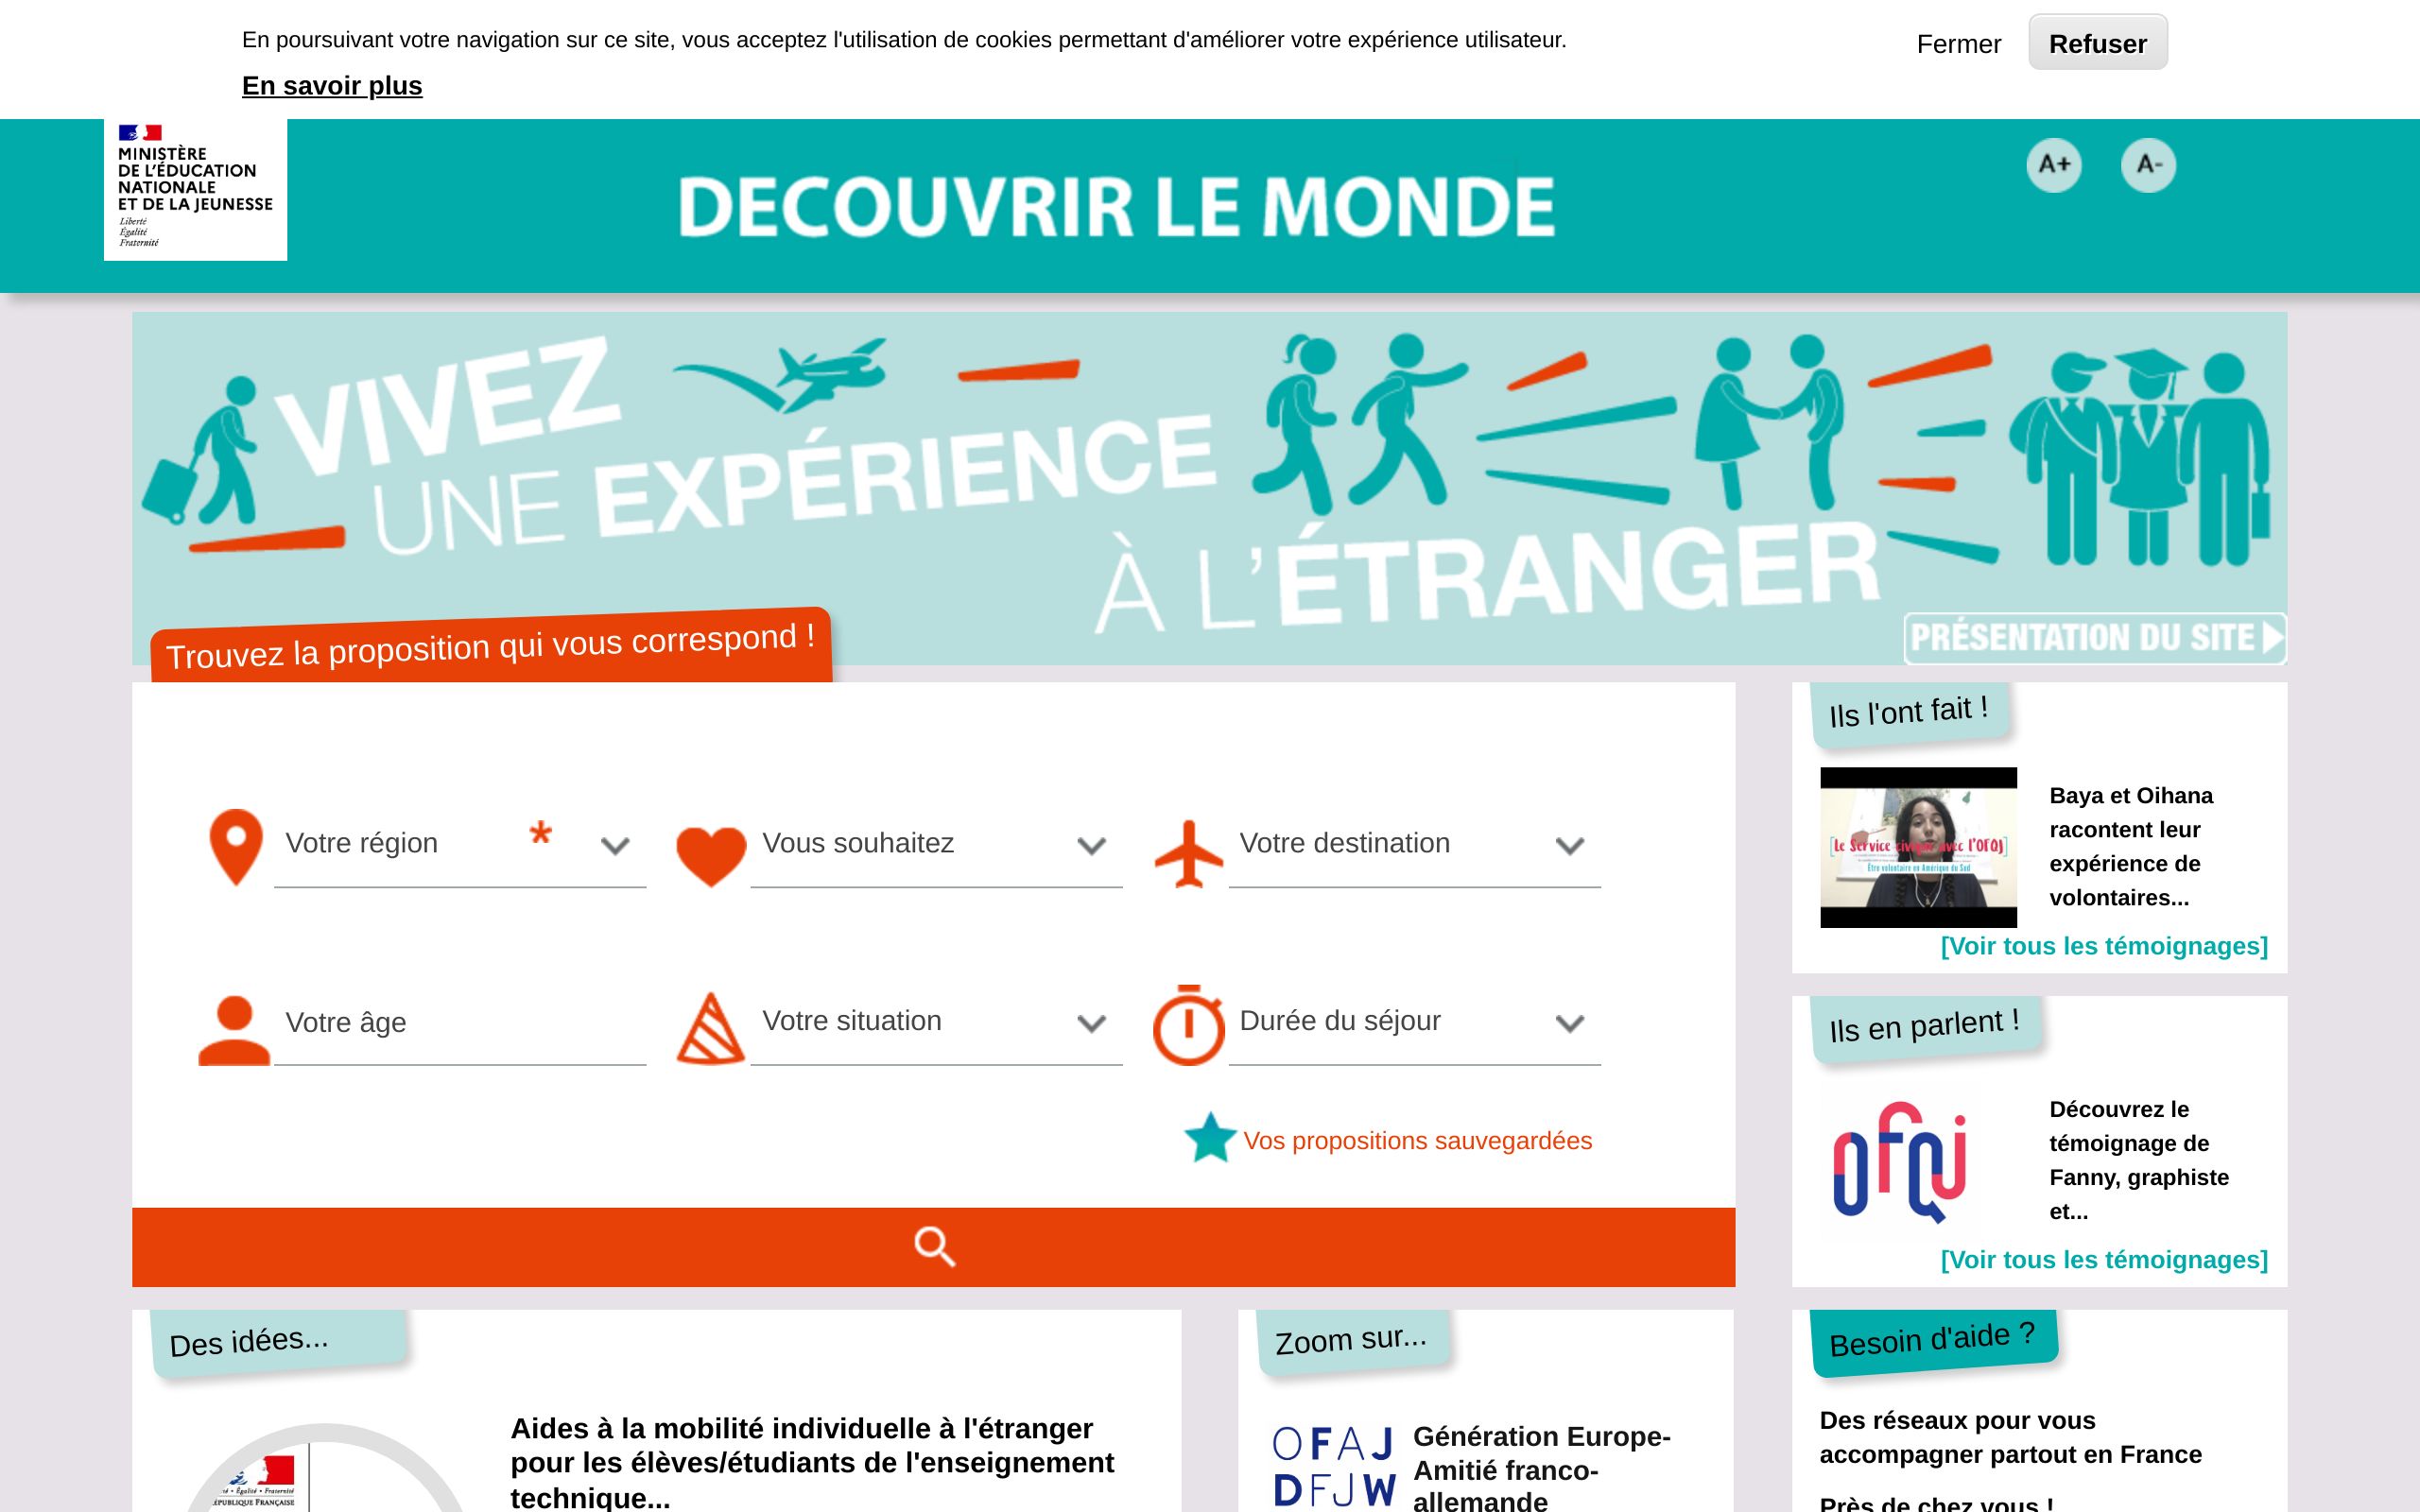 En poursuivant votre navigation sur ce site, vous acceptez l'utilisation de cookies permettant d'améliorer votre expérience utilisateur.
En savoir plus
Fermer
Refuser
MINISTÈRE
DE L'ÉDUCATION
NATIONALE
ET DE LA JEUNESSE
Liberté
Égalité
Fraternité
DECOUVRIR LE MONDE
A+
A-
VIVEZ
UNE EXPÉRIENCE
À L'ÉTRANGER
PRÉSENTATION DU SITE
Trouvez la proposition qui vous correspond !
Votre région *
Vous souhaitez
Votre destination
Votre âge
Votre situation
Durée du séjour
Vos propositions sauvegardées
Ils l'ont fait !
[Le Service civique avec l'OFQJ]
Être volontaire en Amérique du Sud
Baya et Oihana
racontent leur
expérience de
volontaires...
[Voir tous les témoignages]
Ils en parlent !
ofqj
Découvrez le
témoignage de
Fanny, graphiste
et...
[Voir tous les témoignages]
Des idées...
Égalité • Fraternité
RÉPUBLIQUE FRANÇAISE
Aides à la mobilité individuelle à l'étranger
pour les élèves/étudiants de l'enseignement
technique...
Zoom sur...
OFAJ
DFJW
Génération Europe-
Amitié franco-
allemande
Besoin d'aide ?
Des réseaux pour vous
accompagner partout en France
Près de chez vous !